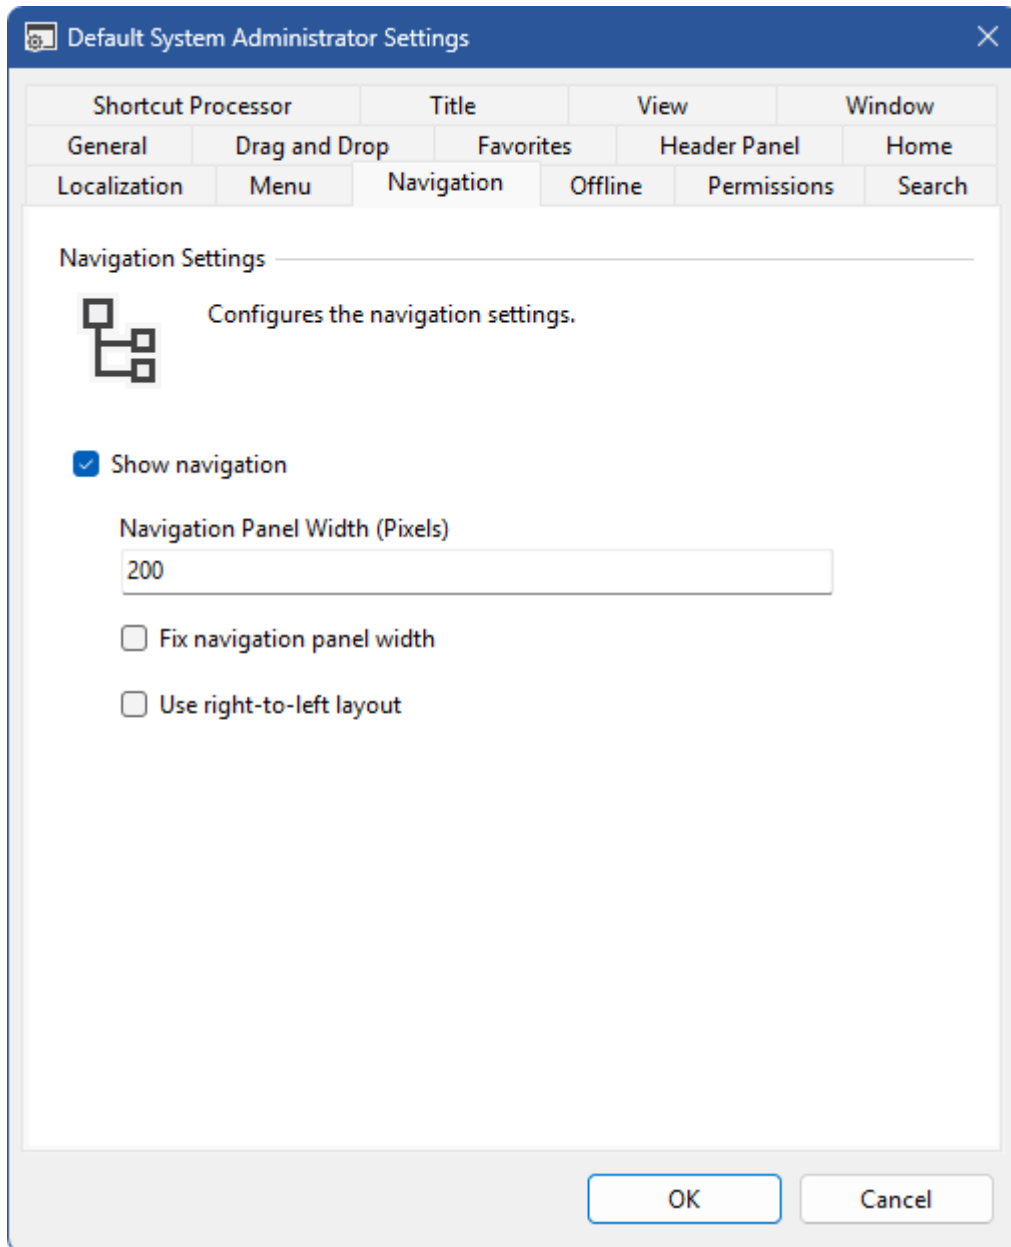 Default System Administrator Settings
Shortcut Processor Title View Window
General Drag and Drop Favorites Header Panel Home
Localization Menu Navigation Offline Permissions Search
Navigation Settings
Configures the navigation settings.
Show navigation
Navigation Panel Width (Pixels)
200
Fix navigation panel width
Use right-to-left layout
OK Cancel